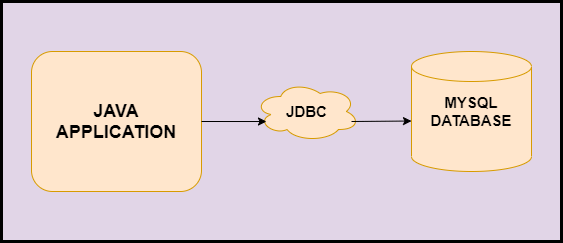 JAVA
APPLICATION
JDBC
MYSQL
DATABASE